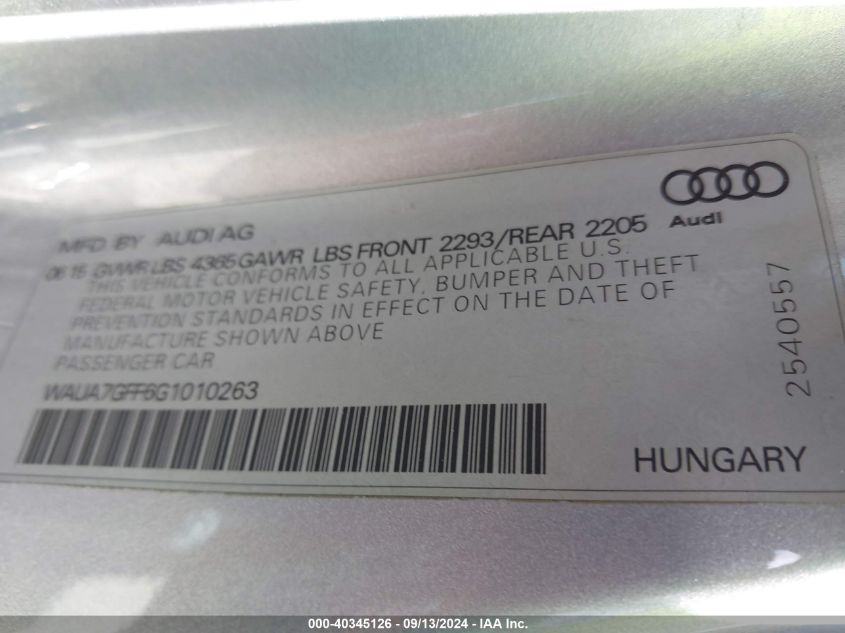 MFD BY AUDI AG
06 15 GVWR LBS 4365 GAWR LBS FRONT 2293/REAR 2205
THIS VEHICLE CONFORMS TO ALL APPLICABLE U.S.
FEDERAL MOTOR VEHICLE SAFETY, BUMPER AND THEFT
PREVENTION STANDARDS IN EFFECT ON THE DATE OF
MANUFACTURE SHOWN ABOVE
PASSENGER CAR
WAUA7GFF6G1010263
Audi
2540557
HUNGARY
000-40345126 - 09/13/2024 - IAA Inc.